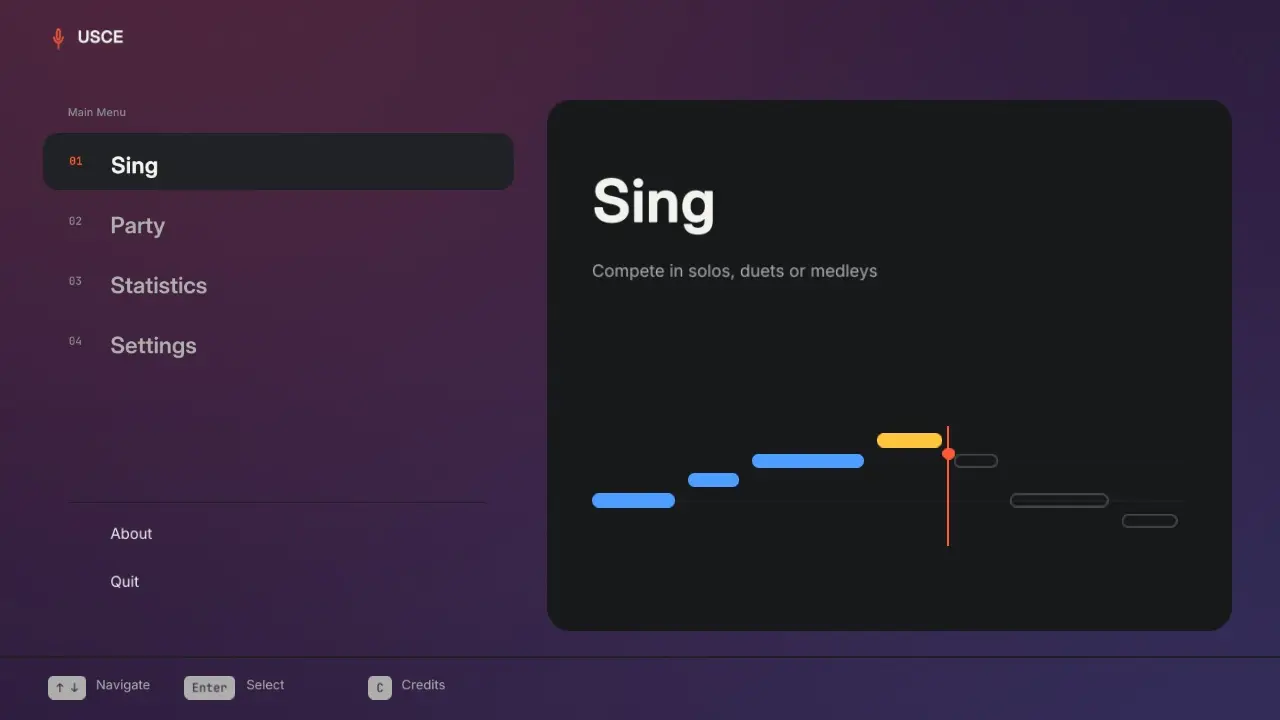 USCE
Main Menu
01 Sing
02 Party
03 Statistics
04 Settings
About
Quit
Sing
Compete in solos, duets or medleys
↑ ↓ Navigate Enter Select C Credits